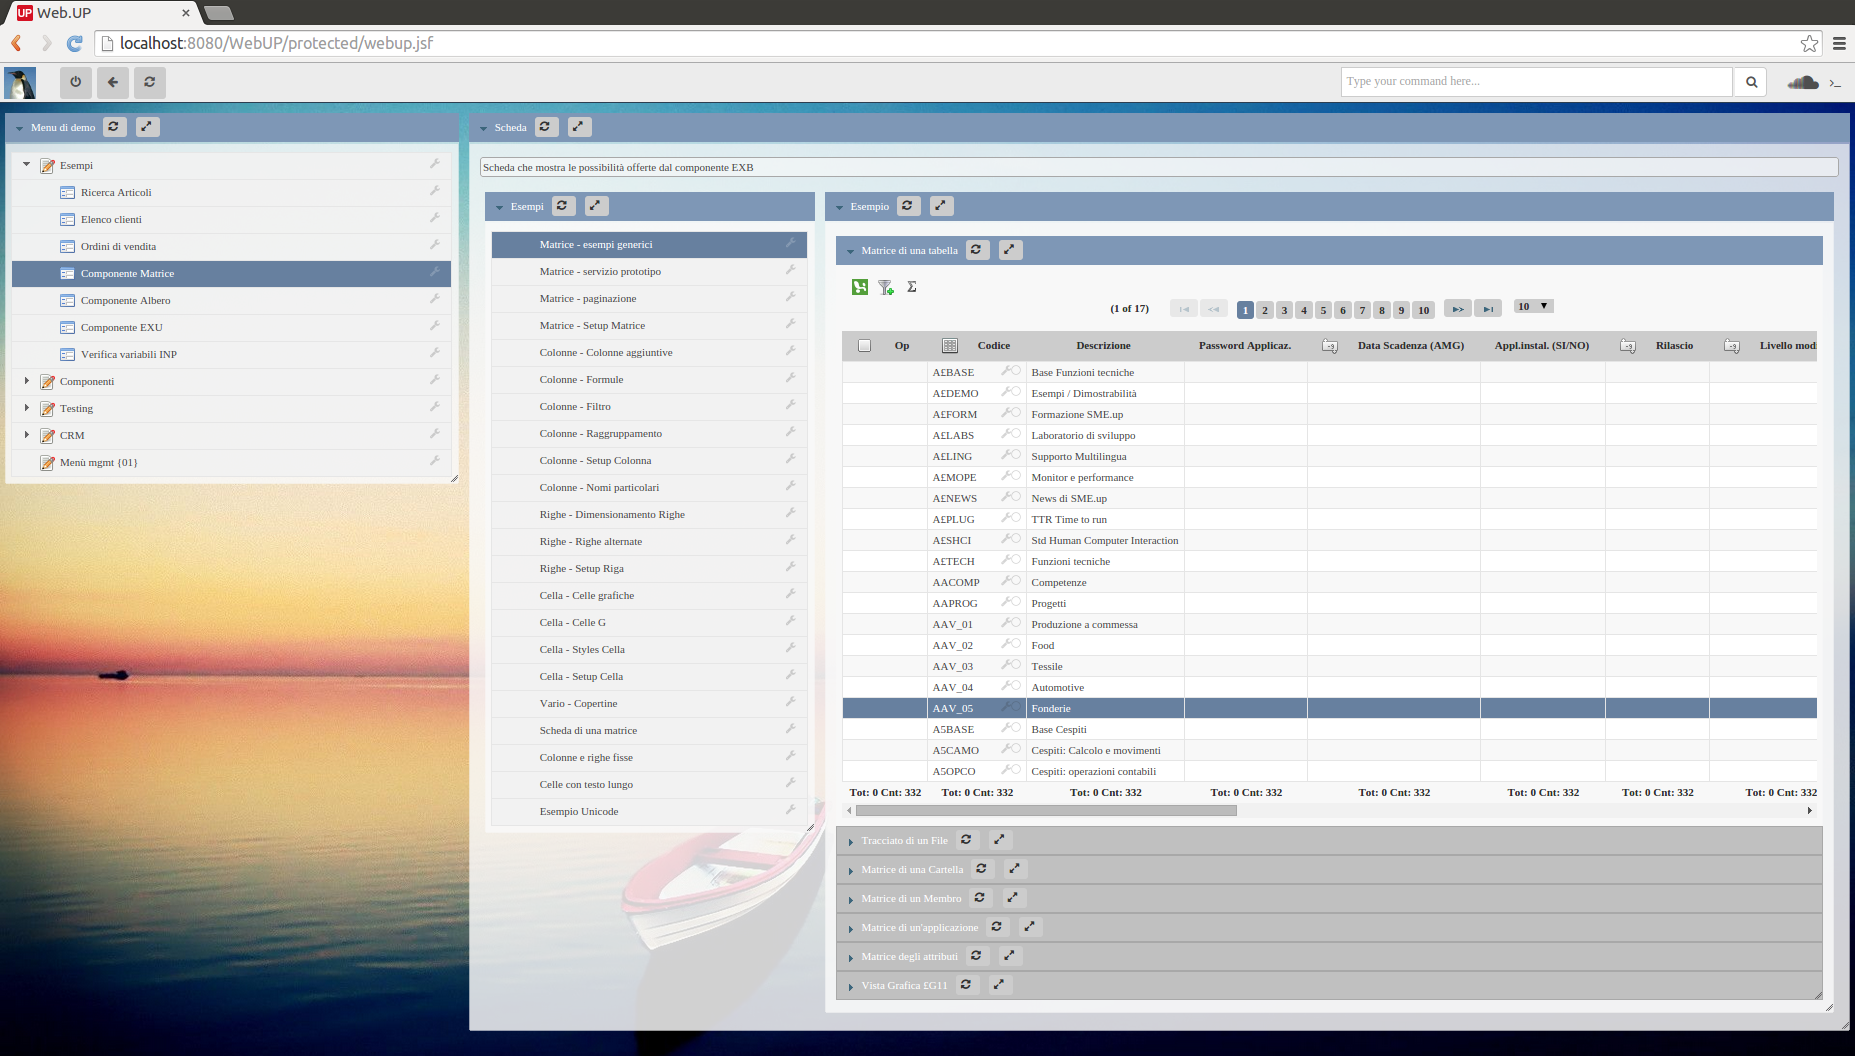 UP Web.UP
localhost:8080/WebUP/protected/webup.jsf
Type your command here...
Menu di demo
Esempi
Ricerca Articoli
Elenco clienti
Ordini di vendita
Componente Matrice
Componente Albero
Componente EXU
Verifica variabili INP
Componenti
Testing
CRM
Menù mgmt {01}
Scheda
Scheda che mostra le possibilità offerte dal componente EXB
Esempi
Matrice - esempi generici
Matrice - servizio prototipo
Matrice - paginazione
Matrice - Setup Matrice
Colonne - Colonne aggiuntive
Colonne - Formule
Colonne - Filtro
Colonne - Raggruppamento
Colonne - Setup Colonna
Colonne - Nomi particolari
Righe - Dimensionamento Righe
Righe - Righe alternate
Righe - Setup Riga
Cella - Celle grafiche
Cella - Celle G
Cella - Styles Cella
Cella - Setup Cella
Vario - Copertine
Scheda di una matrice
Colonne e righe fisse
Celle con testo lungo
Esempio Unicode
Esempio
Matrice di una tabella
Σ
(1 of 17) 1 2 3 4 5 6 7 8 9 10 10
Op Codice Descrizione Password Applicaz. Data Scadenza (AMG) Appl.instal. (SI/NO) Rilascio Livello modi
A£BASE Base Funzioni tecniche
A£DEMO Esempi / Dimostrabilità
A£FORM Formazione SME.up
A£LABS Laboratorio di sviluppo
A£LING Supporto Multilingua
A£MOPE Monitor e performance
A£NEWS News di SME.up
A£PLUG TTR Time to run
A£SHCI Std Human Computer Interaction
A£TECH Funzioni tecniche
AACOMP Competenze
AAPROG Progetti
AAV_01 Produzione a commessa
AAV_02 Food
AAV_03 Tessile
AAV_04 Automotive
AAV_05 Fonderie
A5BASE Base Cespiti
A5CAMO Cespiti: Calcolo e movimenti
A5OPCO Cespiti: operazioni contabili
Tot: 0 Cnt: 332 Tot: 0 Cnt: 332 Tot: 0 Cnt: 332 Tot: 0 Cnt: 332 Tot: 0 Cnt: 332 Tot: 0 Cnt: 332 Tot: 0 Cnt: 332 Tot: 0 Cnt: 332
Tracciato di un File
Matrice di una Cartella
Matrice di un Membro
Matrice di un'applicazione
Matrice degli attributi
Vista Grafica £G11